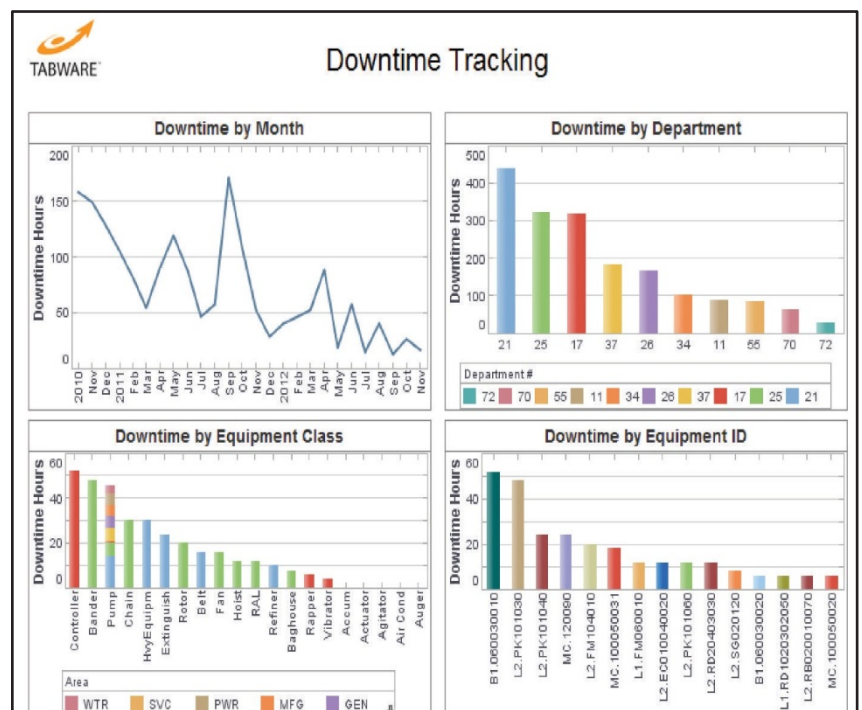 TABWARE
Downtime Tracking
Downtime by Month
Downtime Hours
200
150
100
50
0
2010 Nov Dec 2011 Feb Mar Apr May Jun Jul Aug Sep Oct Nov Dec 2012 Feb Mar Apr May Jun Jul Aug Sep Oct Nov
Downtime by Department
Downtime Hours
500
400
300
200
100
0
21 25 17 37 26 34 11 55 70 72
Department #
72 70 55 11 34 26 37 17 25 21
Downtime by Equipment Class
Downtime Hours
60
40
20
0
Controller Bander Pump Chain HvyEquipm Extinguish Rotor Belt Fan Hoist RAL Refiner Baghouse Rapper Vibrator Accum Actuator Agitator Air Cond Auger
Area
WTR SVC PWR MFG GEN
Downtime by Equipment ID
Downtime Hours
60
40
20
0
B1.060030010 L2.PK101030 L2.PK101040 MC.120090 L2.FM104010 MC.100050031 L1.FM060010 L2.EC010040020 L2.PK101060 L2.RD20403030 L2.SG020120 B1.060030020 L1.RD1020302050 L2.RB020010070 MC.100050020